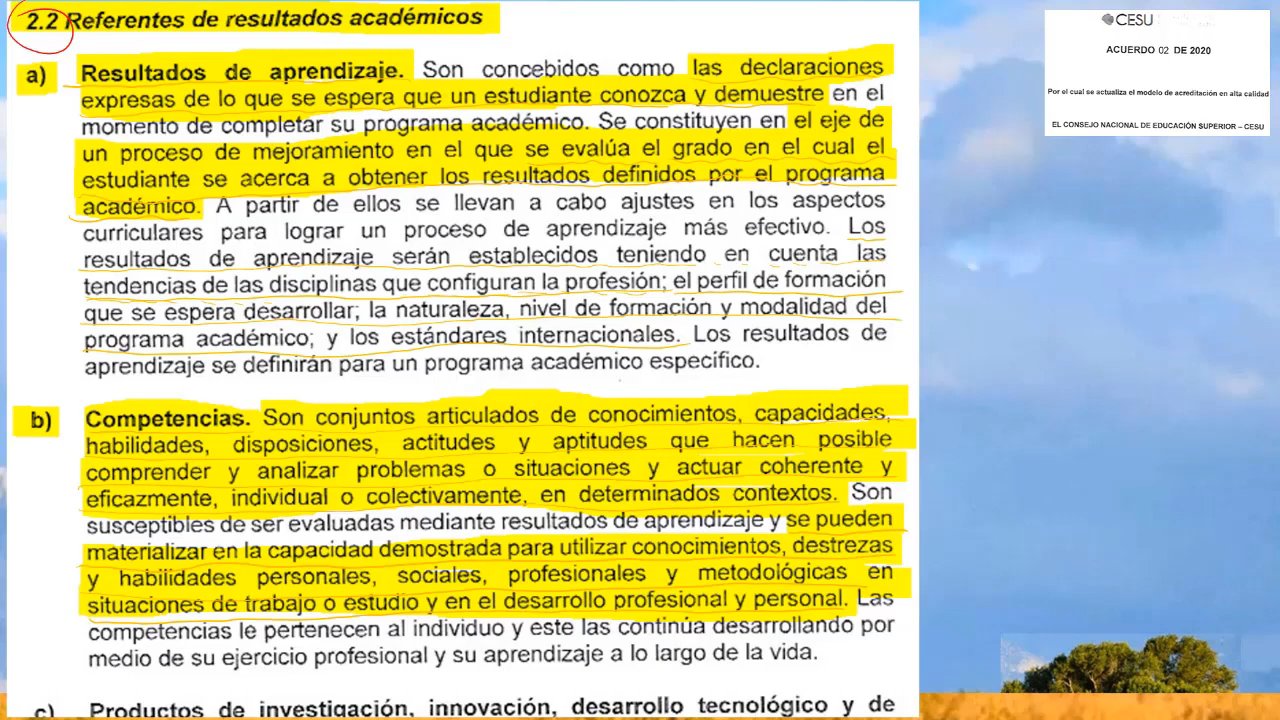 2.2 Referentes de resultados académicos
a) Resultados de aprendizaje. Son concebidos como las declaraciones
expresas de lo que se espera que un estudiante conozca y demuestre en el
momento de completar su programa académico. Se constituyen en el eje de
un proceso de mejoramiento en el que se evalúa el grado en el cual el
estudiante se acerca a obtener los resultados definidos por el programa
académico. A partir de ellos se llevan a cabo ajustes en los aspectos
curriculares para lograr un proceso de aprendizaje más efectivo. Los
resultados de aprendizaje serán establecidos teniendo en cuenta las
tendencias de las disciplinas que configuran la profesión; el perfil de formación
que se espera desarrollar; la naturaleza, nivel de formación y modalidad del
programa académico; y los estándares internacionales. Los resultados de
aprendizaje se definirán para un programa académico específico.
b) Competencias. Son conjuntos articulados de conocimientos, capacidades,
habilidades, disposiciones, actitudes y aptitudes que hacen posible
comprender y analizar problemas o situaciones y actuar coherente y
eficazmente, individual o colectivamente, en determinados contextos. Son
susceptibles de ser evaluadas mediante resultados de aprendizaje y se pueden
materializar en la capacidad demostrada para utilizar conocimientos, destrezas
y habilidades personales, sociales, profesionales y metodológicas en
situaciones de trabajo o estudio y en el desarrollo profesional y personal. Las
competencias le pertenecen al individuo y este las continúa desarrollando por
medio de su ejercicio profesional y su aprendizaje a lo largo de la vida.
c) Productos de investigación, innovación, desarrollo tecnológico y de
CESU
ACUERDO 02 DE 2020
Por el cual se actualiza el modelo de acreditación en alta calidad
EL CONSEJO NACIONAL DE EDUCACIÓN SUPERIOR – CESU